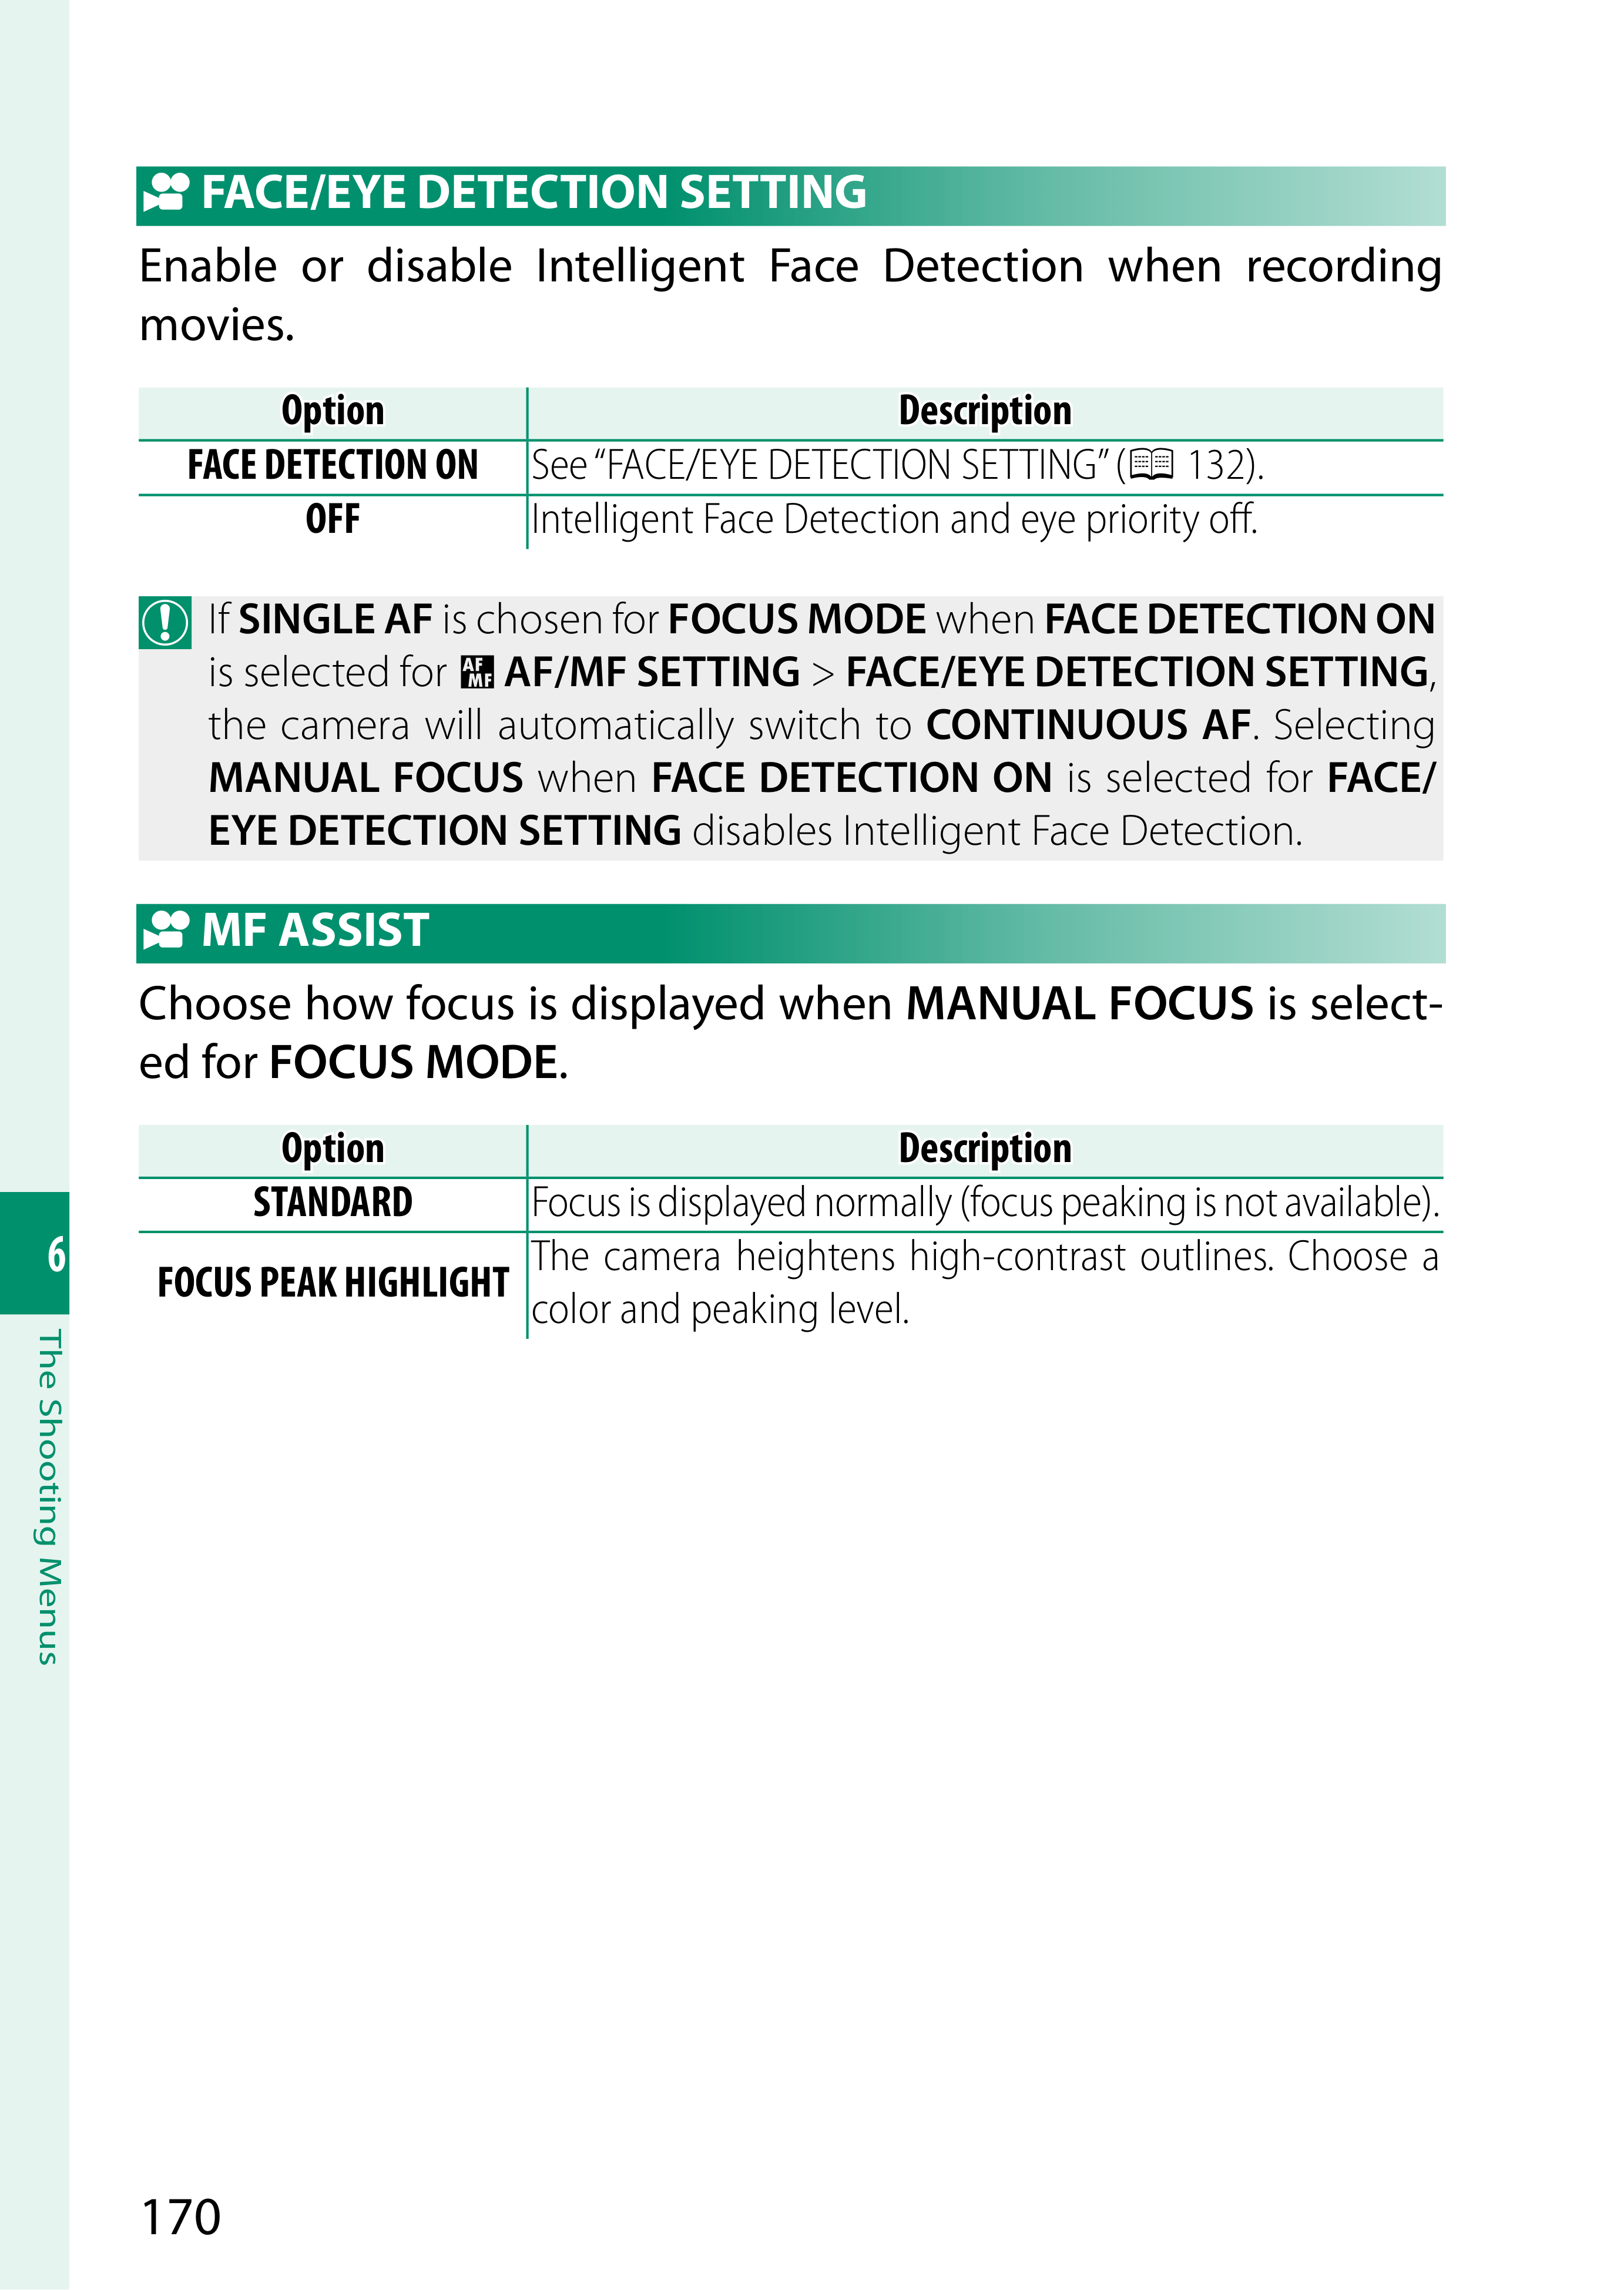 FACE/EYE DETECTION SETTING
Enable or disable Intelligent Face Detection when recording
movies.
Option Description
FACE DETECTION ON See “FACE/EYE DETECTION SETTING” ( 132).
OFF Intelligent Face Detection and eye priority off.
If SINGLE AF is chosen for FOCUS MODE when FACE DETECTION ON
is selected for AF MF AF/MF SETTING > FACE/EYE DETECTION SETTING,
the camera will automatically switch to CONTINUOUS AF. Selecting
MANUAL FOCUS when FACE DETECTION ON is selected for FACE/
EYE DETECTION SETTING disables Intelligent Face Detection.
MF ASSIST
Choose how focus is displayed when MANUAL FOCUS is select-
ed for FOCUS MODE.
Option Description
STANDARD Focus is displayed normally (focus peaking is not available).
FOCUS PEAK HIGHLIGHT The camera heightens high-contrast outlines. Choose a
color and peaking level.
6
The Shooting Menus
170